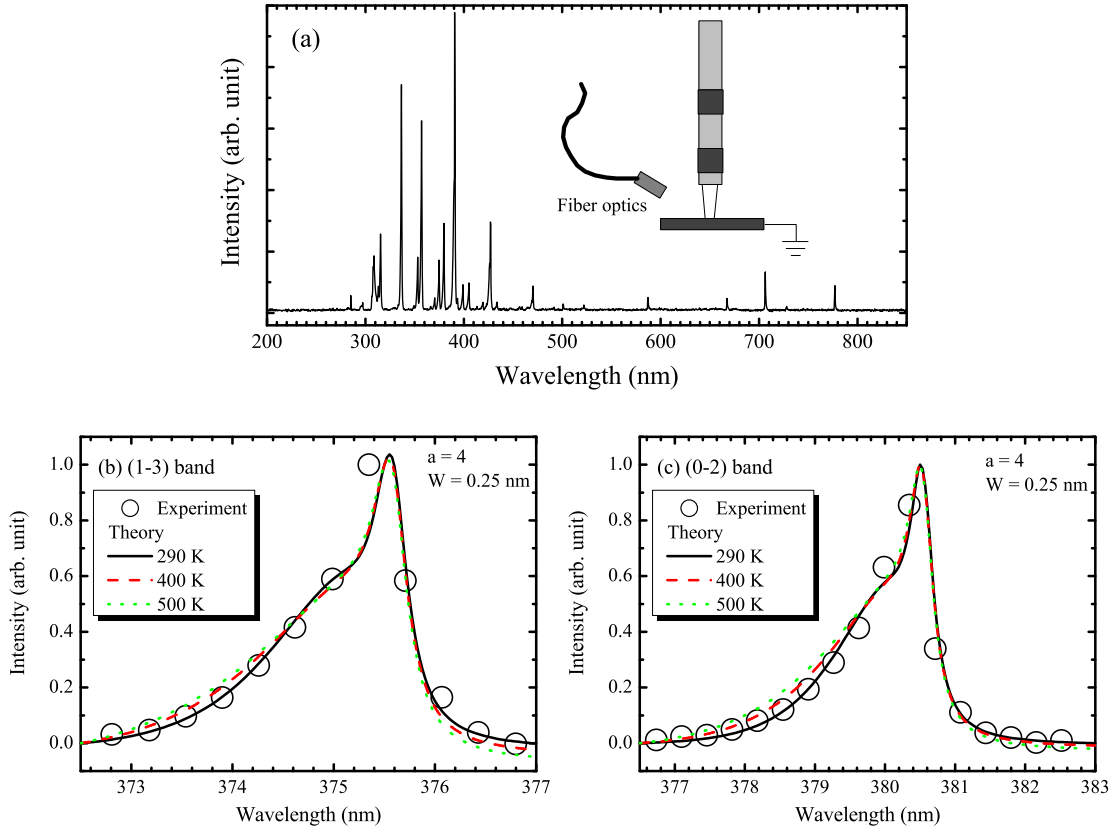 (a)
Intensity (arb. unit)
Fiber optics
200 300 400 500 600 700 800
Wavelength (nm)
(b) (1-3) band
a = 4
W = 0.25 nm
Experiment
Theory
290 K
400 K
500 K
Intensity (arb. unit)
1.0
0.8
0.6
0.4
0.2
0.0
373 374 375 376 377
Wavelength (nm)
(c) (0-2) band
a = 4
W = 0.25 nm
Experiment
Theory
290 K
400 K
500 K
Intensity (arb. unit)
1.0
0.8
0.6
0.4
0.2
0.0
377 378 379 380 381 382 383
Wavelength (nm)